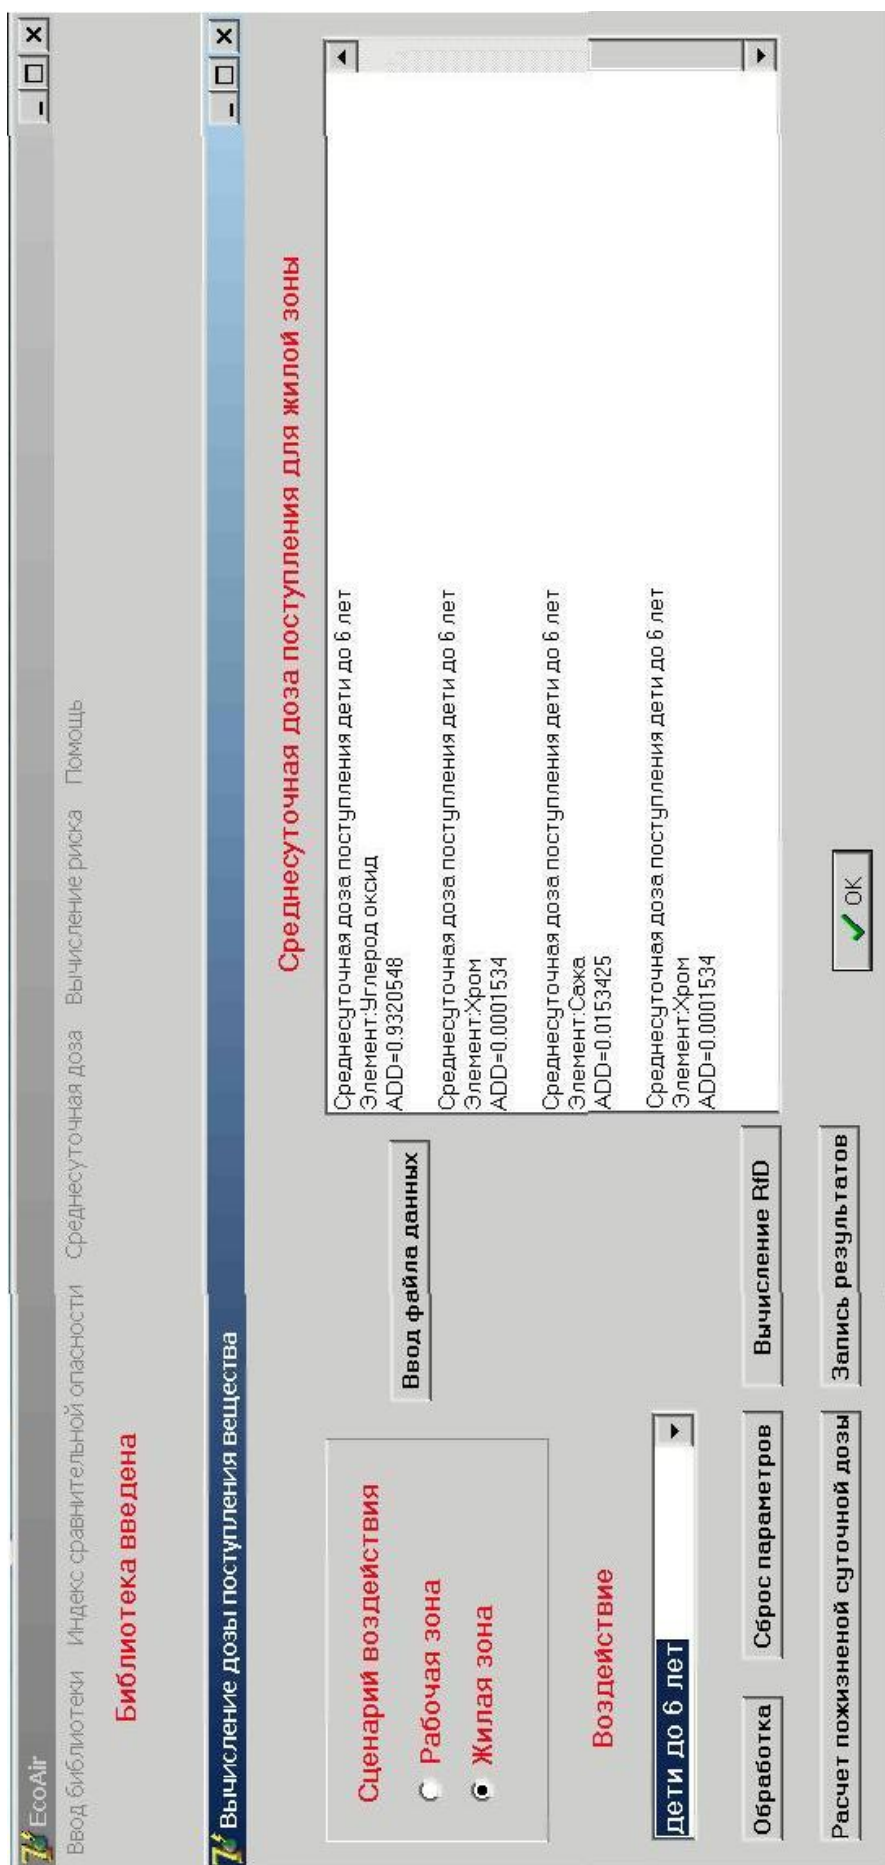 EcoAir
Ввод библиотеки Индекс сравнительной опасности Среднесуточная доза Вычисление риска Помощь
Библиотека введена
Вычисление дозы поступления вещества
Среднесуточная доза поступления для жилой зоны
Сценарий воздействия
Рабочая зона
Жилая зона
Ввод файла данных
Среднесуточная доза поступления дети до 6 лет
Элемент:Углерод оксид
ADD=0.9320548
Среднесуточная доза поступления дети до 6 лет
Элемент:Хром
ADD=0.0001534
Среднесуточная доза поступления дети до 6 лет
Элемент:Сажа
ADD=0.0153425
Среднесуточная доза поступления дети до 6 лет
Элемент:Хром
ADD=0.0001534
Воздействие
дети до 6 лет
Обработка Сброс параметров Вычисление RfD
Расчет пожизненой суточной дозы Запись результатов OK